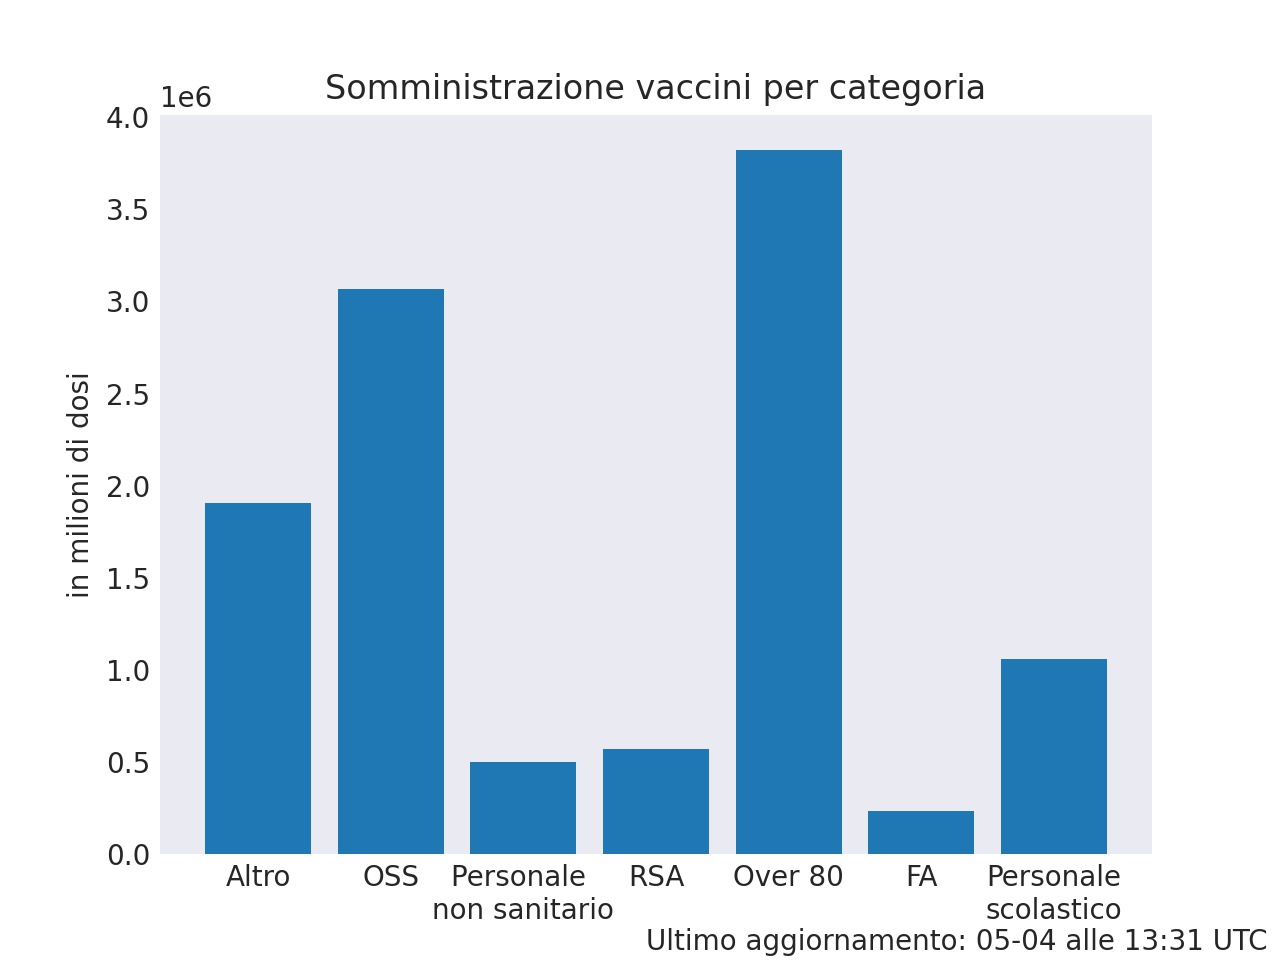 Somministrazione vaccini per categoria
1e6
4.0
3.5
3.0
2.5
2.0
1.5
1.0
0.5
0.0
in milioni di dosi
Altro
OSS
Personale
non sanitario
RSA
Over 80
FA
Personale
scolastico
Ultimo aggiornamento: 05-04 alle 13:31 UTC